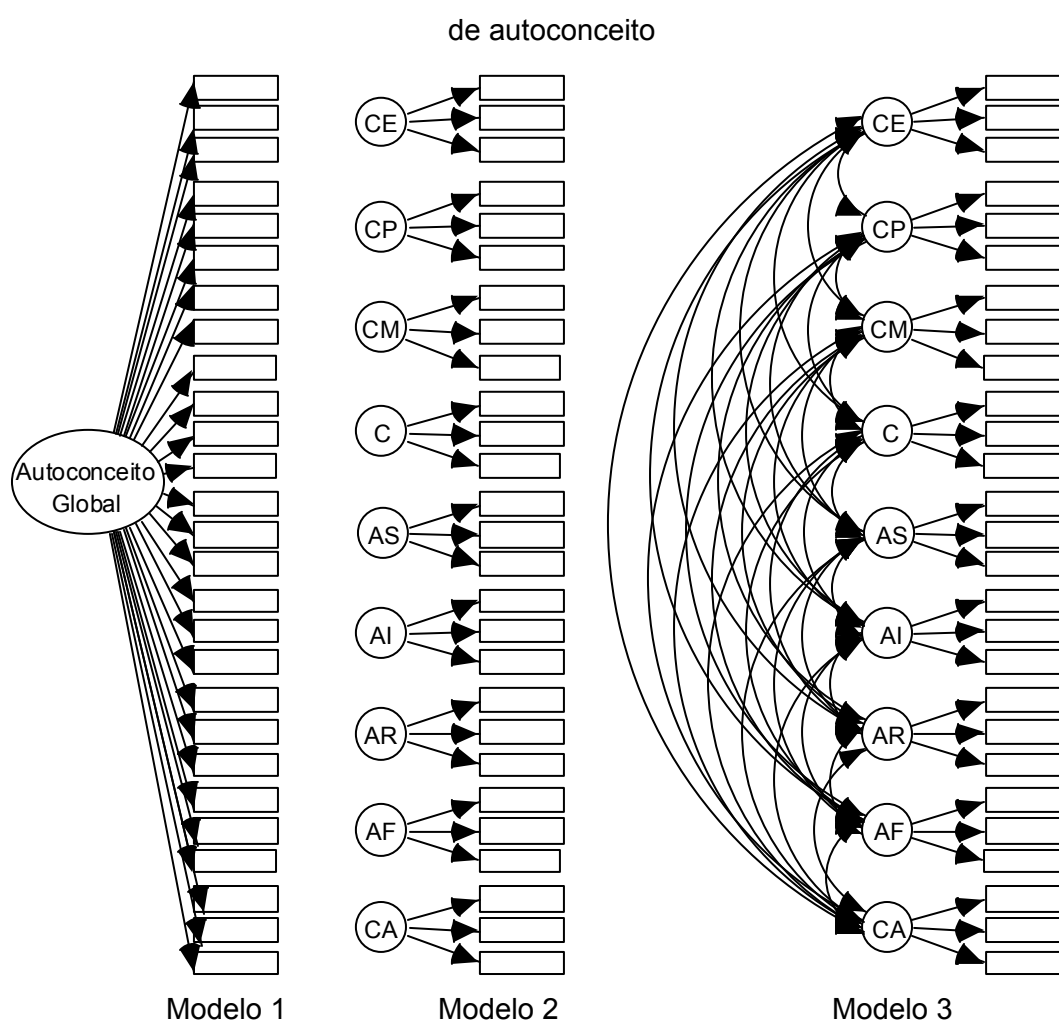 de autoconceito
Autoconceito
Global
CE
CP
CM
C
AS
AI
AR
AF
CA
CE
CP
CM
C
AS
AI
AR
AF
CA
Modelo 1
Modelo 2
Modelo 3